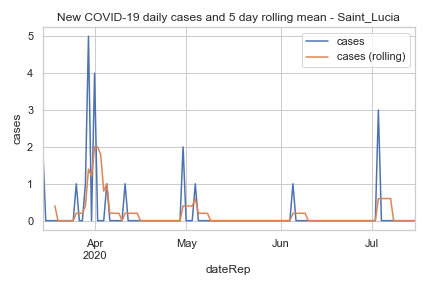 New COVID-19 daily cases and 5 day rolling mean - Saint_Lucia
cases
cases (rolling)
cases
5
4
3
2
1
0
Apr
2020
May
Jun
Jul
dateRep